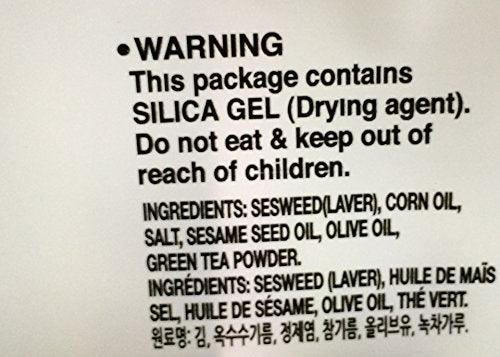 • WARNING
This package contains
SILICA GEL (Drying agent).
Do not eat & keep out of
reach of children.
INGREDIENTS: SESWEED(LAVER), CORN OIL,
SALT, SESAME SEED OIL, OLIVE OIL,
GREEN TEA POWDER.
INGRÉDIENTS: SESWEED (LAVER), HUILE DE MAÏS
SEL, HUILE DE SÉSAME, OLIVE OIL, THÉ VERT.
원료명: 김, 옥수수기름, 정제염, 참기름, 올리브유, 녹차가루.